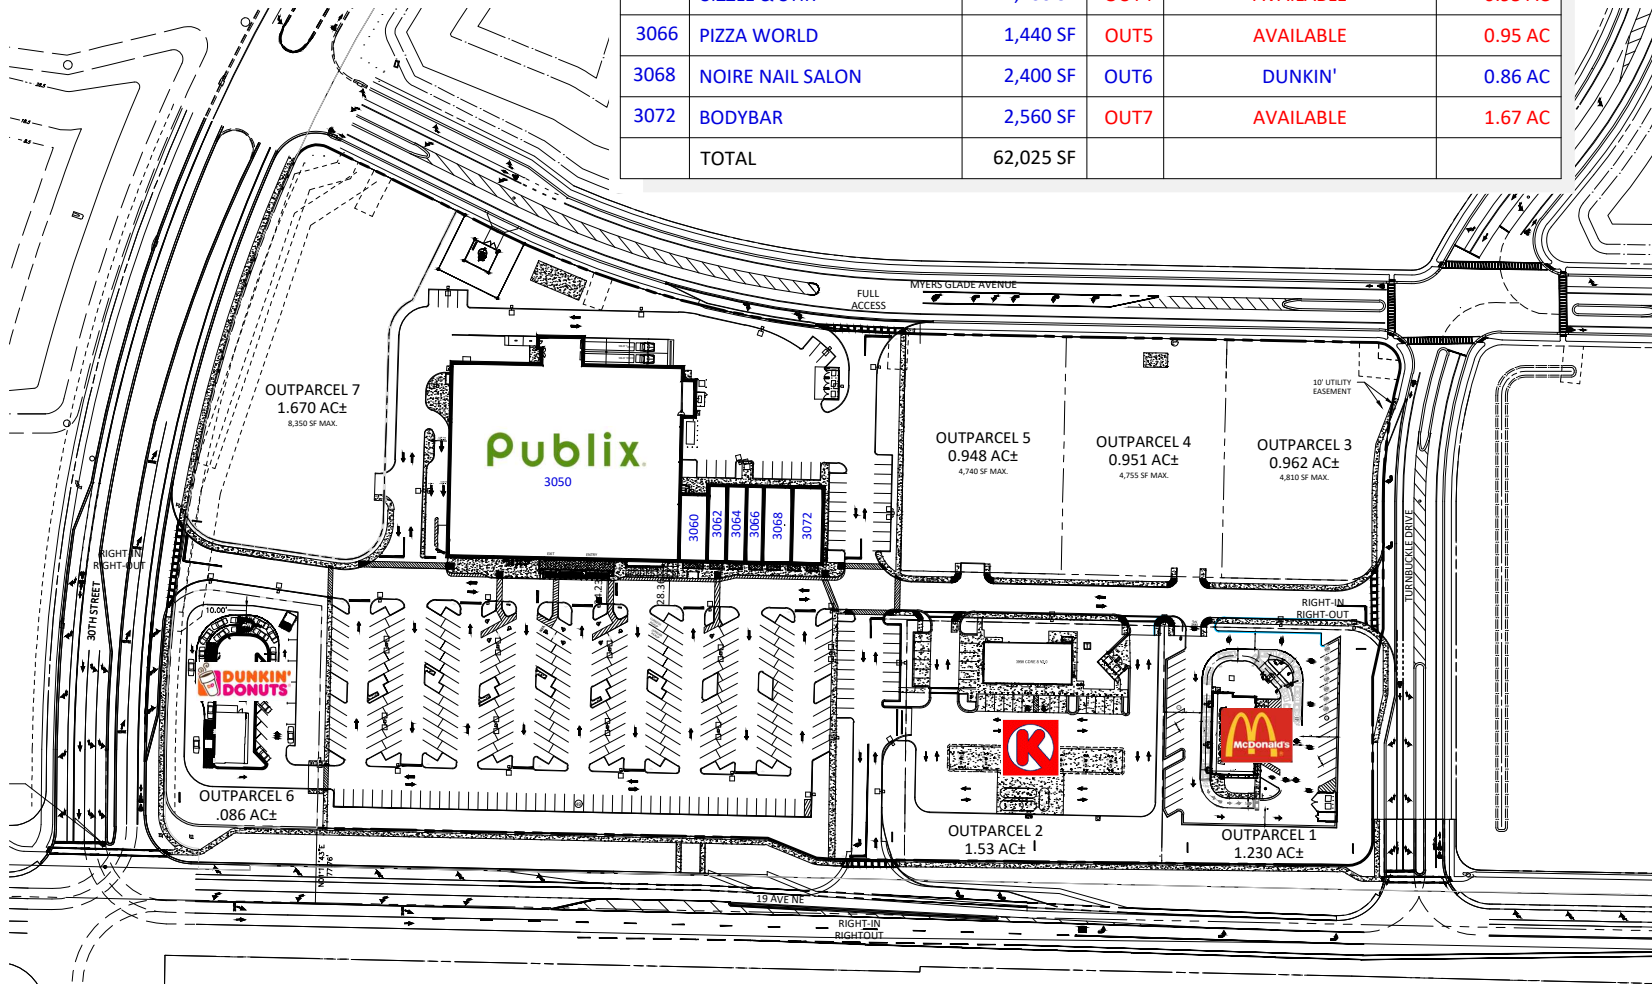 3066 PIZZA WORLD 1,440 SF OUT5 AVAILABLE 0.95 AC
3068 NOIRE NAIL SALON 2,400 SF OUT6 DUNKIN' 0.86 AC
3072 BODYBAR 2,560 SF OUT7 AVAILABLE 1.67 AC
TOTAL 62,025 SF
MYERS GLADE AVENUE
FULL
ACCESS
OUTPARCEL 7
1.670 AC±
8,350 SF MAX.
10' UTILITY
EASEMENT
Publix.
3050
OUTPARCEL 5
0.948 AC±
4,740 SF MAX.
OUTPARCEL 4
0.951 AC±
4,755 SF MAX.
OUTPARCEL 3
0.962 AC±
4,810 SF MAX.
3060
3062
3064
3066
3068
3072
TURNBUCKLE DRIVE
RIGHT-IN
RIGHT-OUT
30TH STREET
EXIT
ENTRY
10.00'
RIGHT-IN
RIGHT-OUT
DUNKIN'
DONUTS
K
McDonald's
OUTPARCEL 6
.086 AC±
OUTPARCEL 2
1.53 AC±
OUTPARCEL 1
1.230 AC±
19 AVE NE
RIGHT-IN
RIGHTOUT